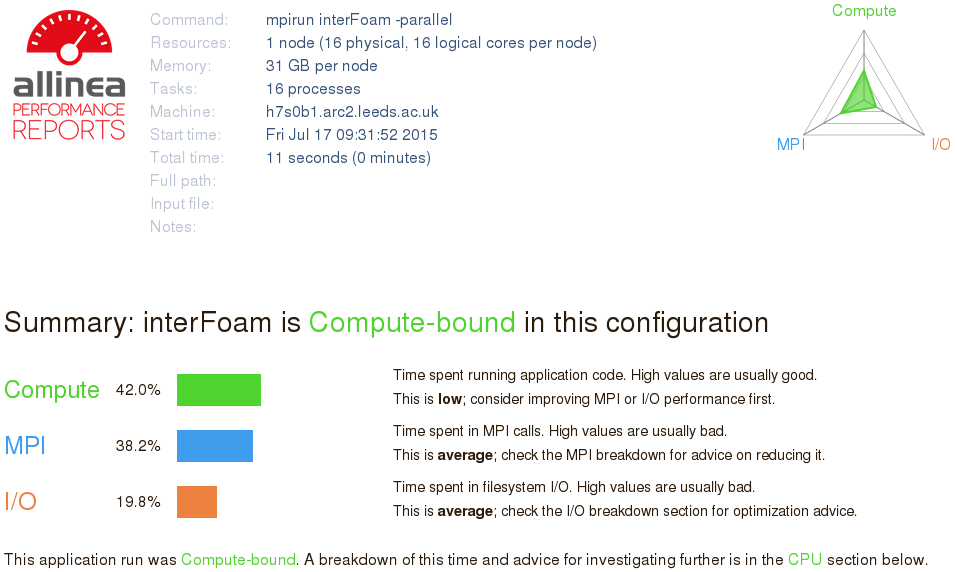 allinea
PERFORMANCE
REPORTS
Command: mpirun interFoam -parallel
Resources: 1 node (16 physical, 16 logical cores per node)
Memory: 31 GB per node
Tasks: 16 processes
Machine: h7s0b1.arc2.leeds.ac.uk
Start time: Fri Jul 17 09:31:52 2015
Total time: 11 seconds (0 minutes)
Full path:
Input file:
Notes:
Compute
MPI I/O
Summary: interFoam is Compute-bound in this configuration
Compute 42.0% Time spent running application code. High values are usually good.
This is low; consider improving MPI or I/O performance first.
MPI 38.2% Time spent in MPI calls. High values are usually bad.
This is average; check the MPI breakdown for advice on reducing it.
I/O 19.8% Time spent in filesystem I/O. High values are usually bad.
This is average; check the I/O breakdown section for optimization advice.
This application run was Compute-bound. A breakdown of this time and advice for investigating further is in the CPU section below.